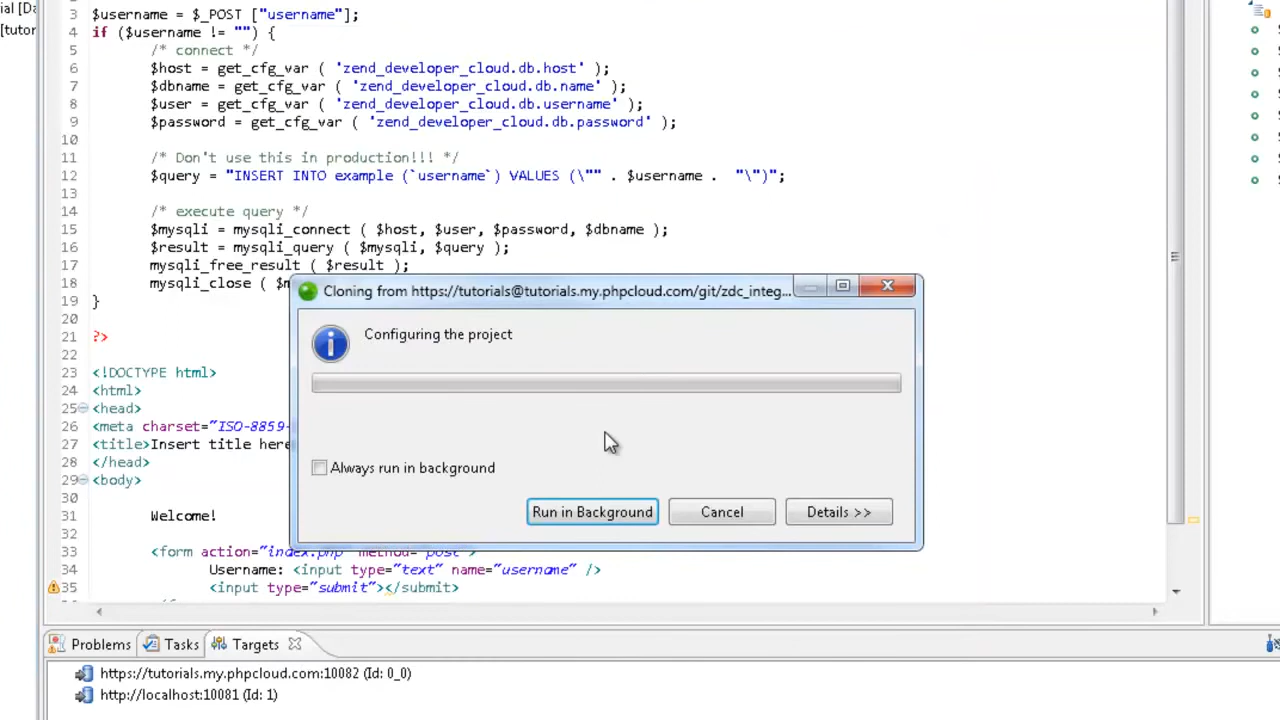 ial [Da
[tutor
3 $username = $_POST ["username"];
4 if ($username != "") {
5 /* connect */
6 $host = get_cfg_var ( 'zend_developer_cloud.db.host' );
7 $dbname = get_cfg_var ( 'zend_developer_cloud.db.name' );
8 $user = get_cfg_var ( 'zend_developer_cloud.db.username' );
9 $password = get_cfg_var ( 'zend_developer_cloud.db.password' );
10
11 /* Don't use this in production!!! */
12 $query = "INSERT INTO example (`username`) VALUES (\"" . $username . "\")";
13
14 /* execute query */
15 $mysqli = mysqli_connect ( $host, $user, $password, $dbname );
16 $result = mysqli_query ( $mysqli, $query );
17 mysqli_free_result ( $result );
18 mysqli_close ( $m
19 }
20
21 ?>
22
23 <!DOCTYPE html>
24 <html>
25 <head>
26 <meta charset="ISO-8859-
27 <title>Insert title here
28 </head>
29 <body>
30
31 Welcome!
32
33 <form action="index.php" method="post">
34 Username: <input type="text" name="username" />
35 <input type="submit"></submit>
Cloning from https://tutorials@tutorials.my.phpcloud.com/git/zdc_integ...
Configuring the project
Always run in background
Run in Background
Cancel
Details >>
Problems
Tasks
Targets
https://tutorials.my.phpcloud.com:10082 (Id: 0_0)
http://localhost:10081 (Id: 1)